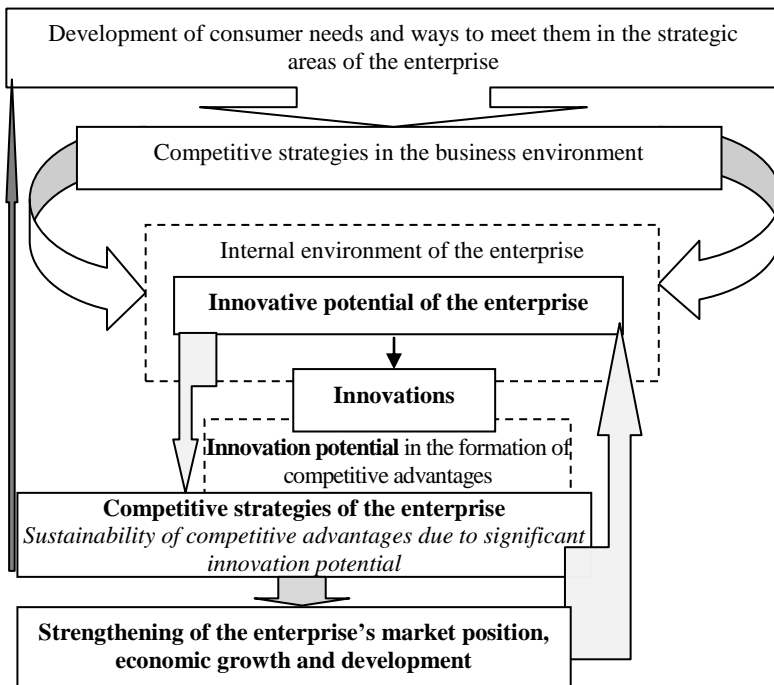 Development of consumer needs and ways to meet them in the strategic
areas of the enterprise
Competitive strategies in the business environment
Internal environment of the enterprise
Innovative potential of the enterprise
Innovations
Innovation potential in the formation of
competitive advantages
Competitive strategies of the enterprise
Sustainability of competitive advantages due to significant
innovation potential
Strengthening of the enterprise’s market position,
economic growth and development